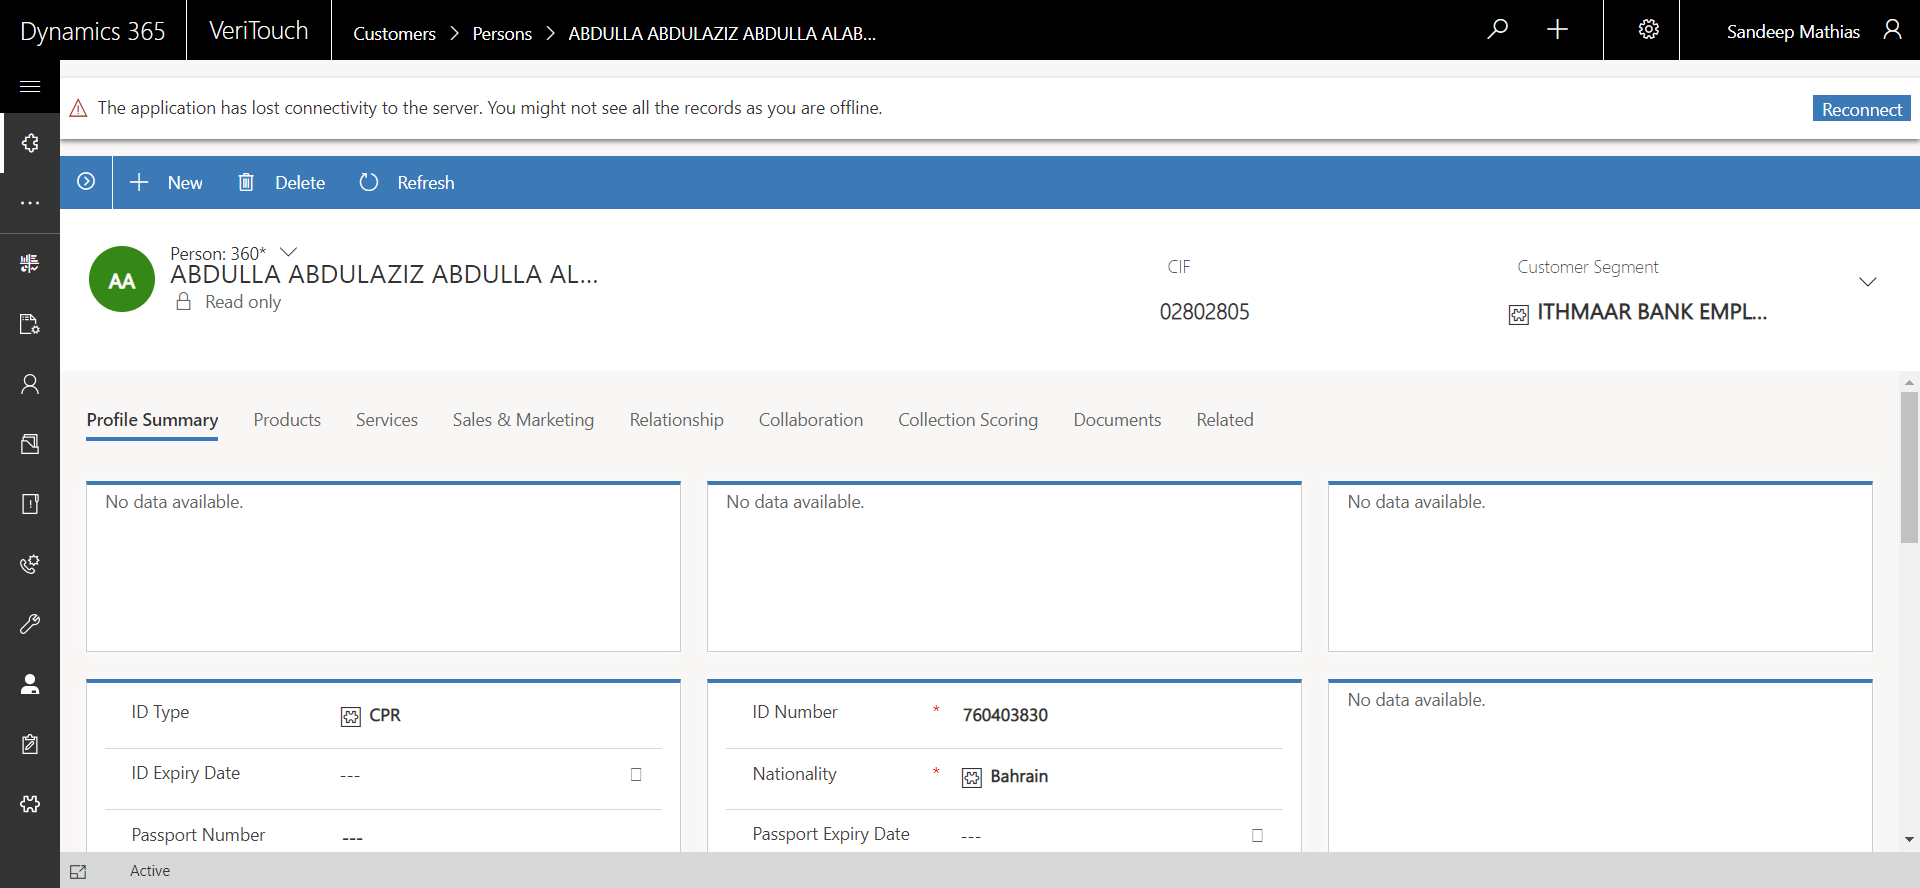 Dynamics 365
VeriTouch
Customers > Persons > ABDULLA ABDULAZIZ ABDULLA ALAB...
Sandeep Mathias
The application has lost connectivity to the server. You might not see all the records as you are offline.
Reconnect
New
Delete
Refresh
AA
Person: 360*
ABDULLA ABDULAZIZ ABDULLA AL...
Read only
CIF
02802805
Customer Segment
ITHMAAR BANK EMPL...
Profile Summary
Products
Services
Sales & Marketing
Relationship
Collaboration
Collection Scoring
Documents
Related
No data available.
No data available.
No data available.
ID Type
CPR
ID Expiry Date
---
Passport Number
---
ID Number
*
760403830
Nationality
*
Bahrain
Passport Expiry Date
---
No data available.
Active